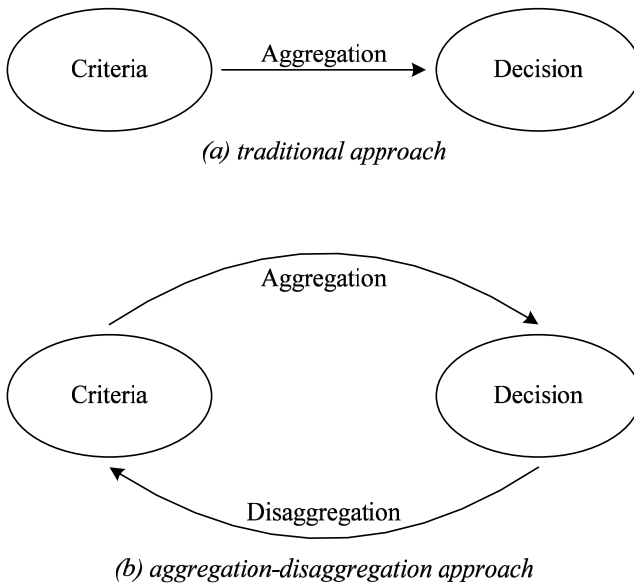 Criteria
Aggregation
Decision
(a) traditional approach
Aggregation
Criteria
Decision
Disaggregation
(b) aggregation-disaggregation approach